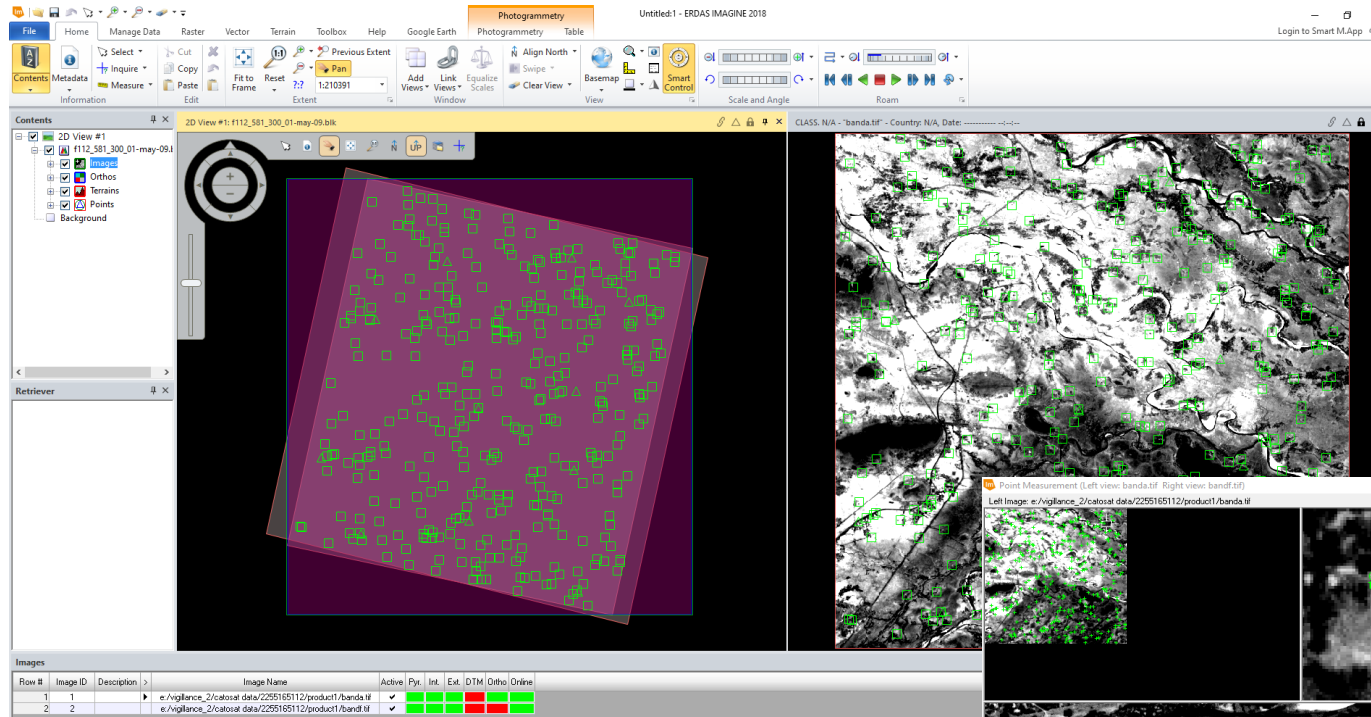 Photogrammetry
Untitled:1 - ERDAS IMAGINE 2018
File Home Manage Data Raster Vector Terrain Toolbox Help Google Earth Photogrammetry Table
Login to Smart M.App
Contents
Metadata
Select
Inquire
Measure
Information
Cut
Copy
Paste
Edit
Fit to Frame
1:1
Reset
?:?
Previous Extent
Pan
1:210391
Extent
Add Views
Link Views
Equalize Scales
Window
Align North
Swipe
Clear View
Basemap
Smart Control
View
Scale and Angle
Roam
Contents
2D View #1
f112_581_300_01-may-09.
Images
Orthos
Terrains
Points
Background
Retriever
2D View #1: f112_581_300_01-may-09.blk
N UP
CLASS. N/A - "banda.tif" - Country: N/A, Date: ----------- --:--:--
Point Measurement (Left view: banda.tif Right view: bandf.tif)
Left Image: e:/vigillance_2/catosat data/2255165112/product1/banda.tif
Images
Row # Image ID Description > Image Name Active Pyr. Int. Ext. DTM Ortho Online
1 1 e:/vigillance_2/catosat data/2255165112/product1/banda.tif
2 2 e:/vigillance_2/catosat data/2255165112/product1/bandf.tif